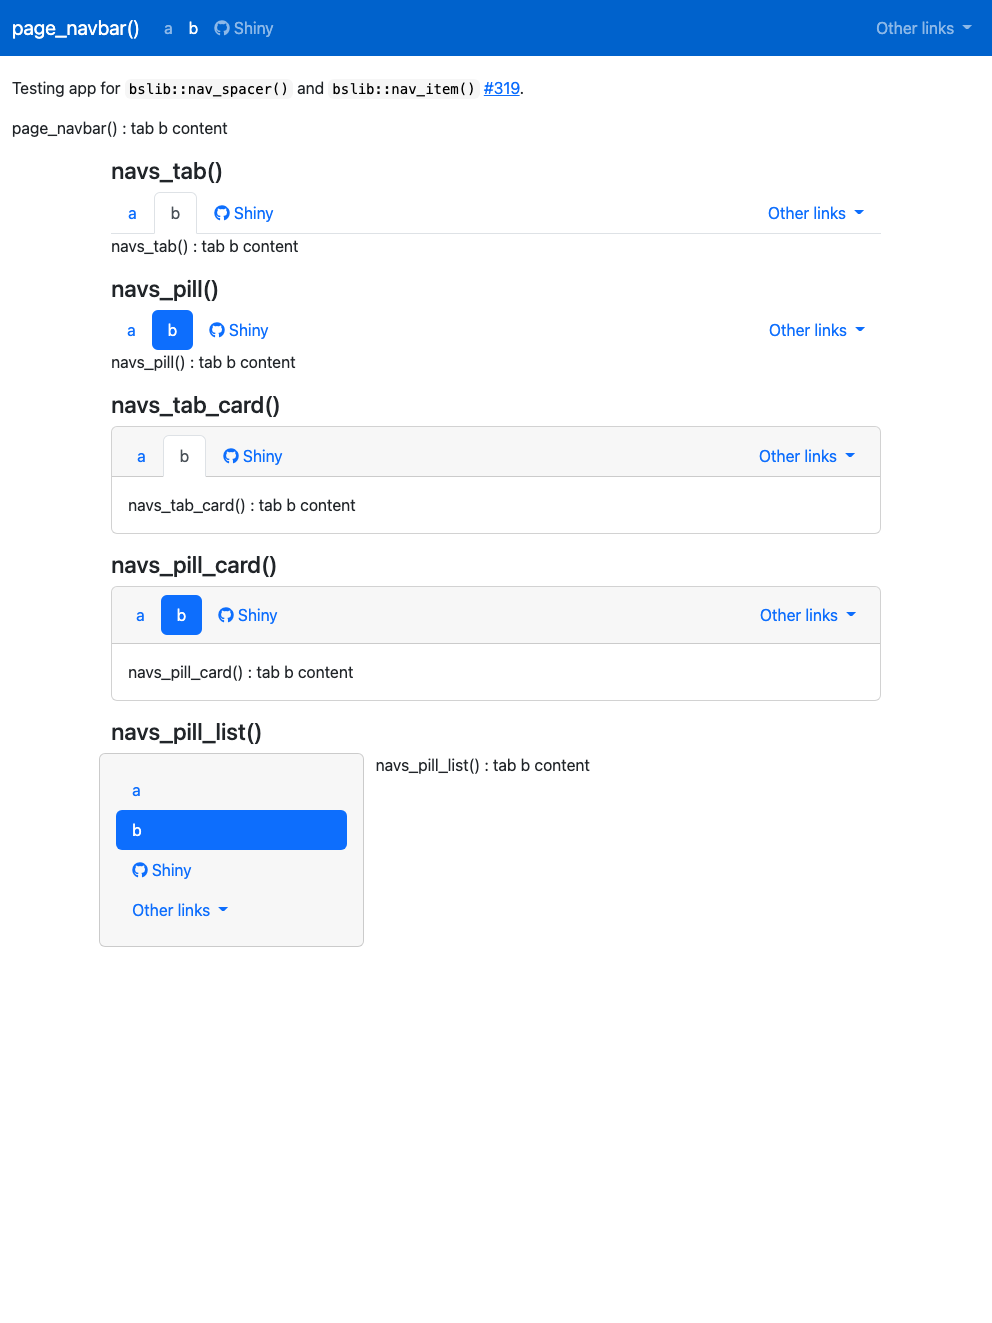 page_navbar() a b Shiny Other links
Testing app for bslib::nav_spacer() and bslib::nav_item() #319.
page_navbar() : tab b content
navs_tab()
a b Shiny Other links
navs_tab() : tab b content
navs_pill()
a b Shiny Other links
navs_pill() : tab b content
navs_tab_card()
a b Shiny Other links
navs_tab_card() : tab b content
navs_pill_card()
a b Shiny Other links
navs_pill_card() : tab b content
navs_pill_list()
a
b
Shiny
Other links
navs_pill_list() : tab b content